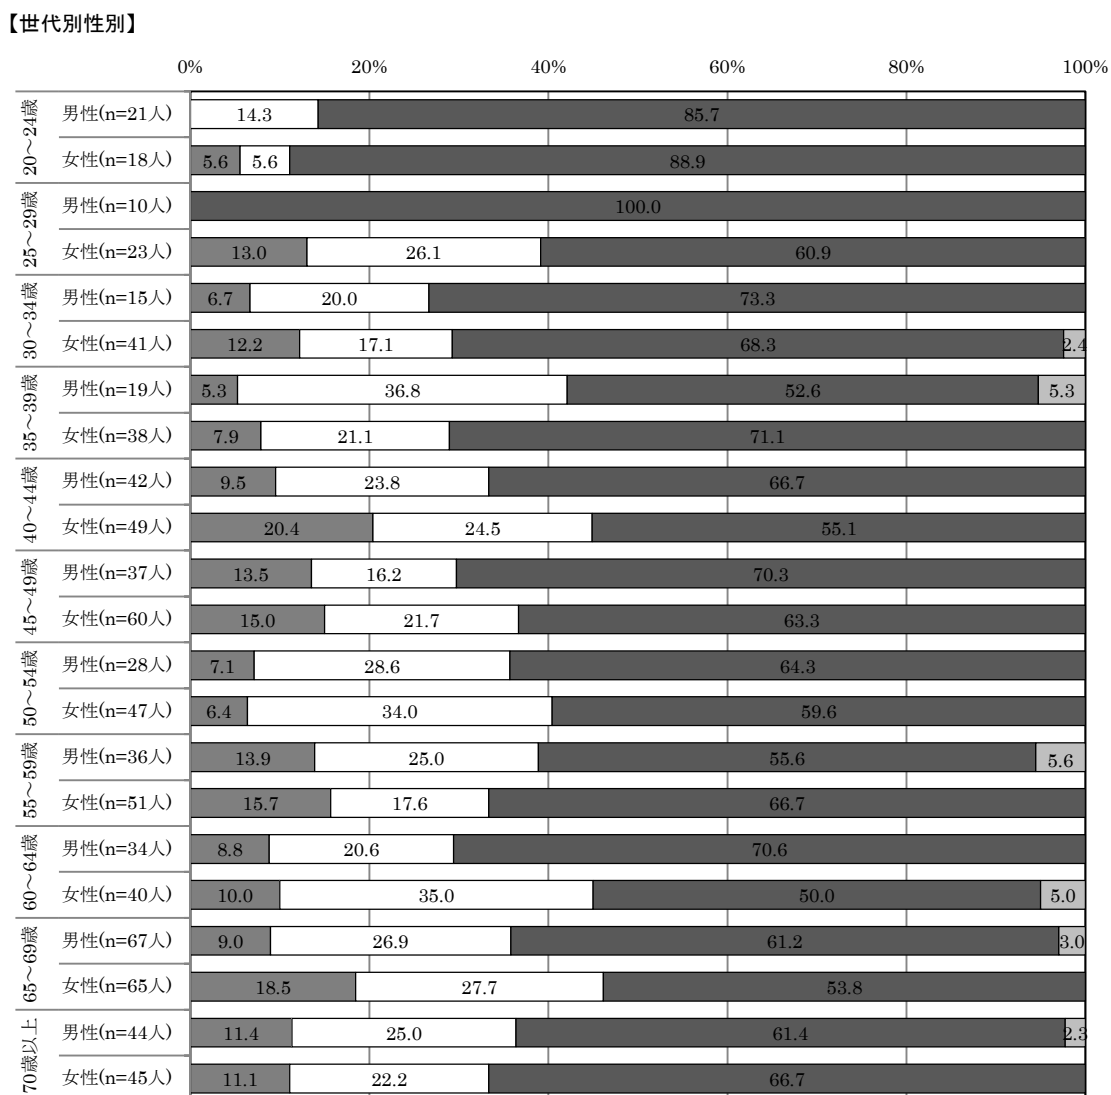 【世代別性別】
0% 20% 40% 60% 80% 100%
20～24歳
男性(n=21人) 14.3 85.7
女性(n=18人) 5.6 5.6 88.9
25～29歳
男性(n=10人) 100.0
女性(n=23人) 13.0 26.1 60.9
30～34歳
男性(n=15人) 6.7 20.0 73.3
女性(n=41人) 12.2 17.1 68.3 2.4
35～39歳
男性(n=19人) 5.3 36.8 52.6 5.3
女性(n=38人) 7.9 21.1 71.1
40～44歳
男性(n=42人) 9.5 23.8 66.7
女性(n=49人) 20.4 24.5 55.1
45～49歳
男性(n=37人) 13.5 16.2 70.3
女性(n=60人) 15.0 21.7 63.3
50～54歳
男性(n=28人) 7.1 28.6 64.3
女性(n=47人) 6.4 34.0 59.6
55～59歳
男性(n=36人) 13.9 25.0 55.6 5.6
女性(n=51人) 15.7 17.6 66.7
60～64歳
男性(n=34人) 8.8 20.6 70.6
女性(n=40人) 10.0 35.0 50.0 5.0
65～69歳
男性(n=67人) 9.0 26.9 61.2 3.0
女性(n=65人) 18.5 27.7 53.8
70歳以上
男性(n=44人) 11.4 25.0 61.4 2.3
女性(n=45人) 11.1 22.2 66.7